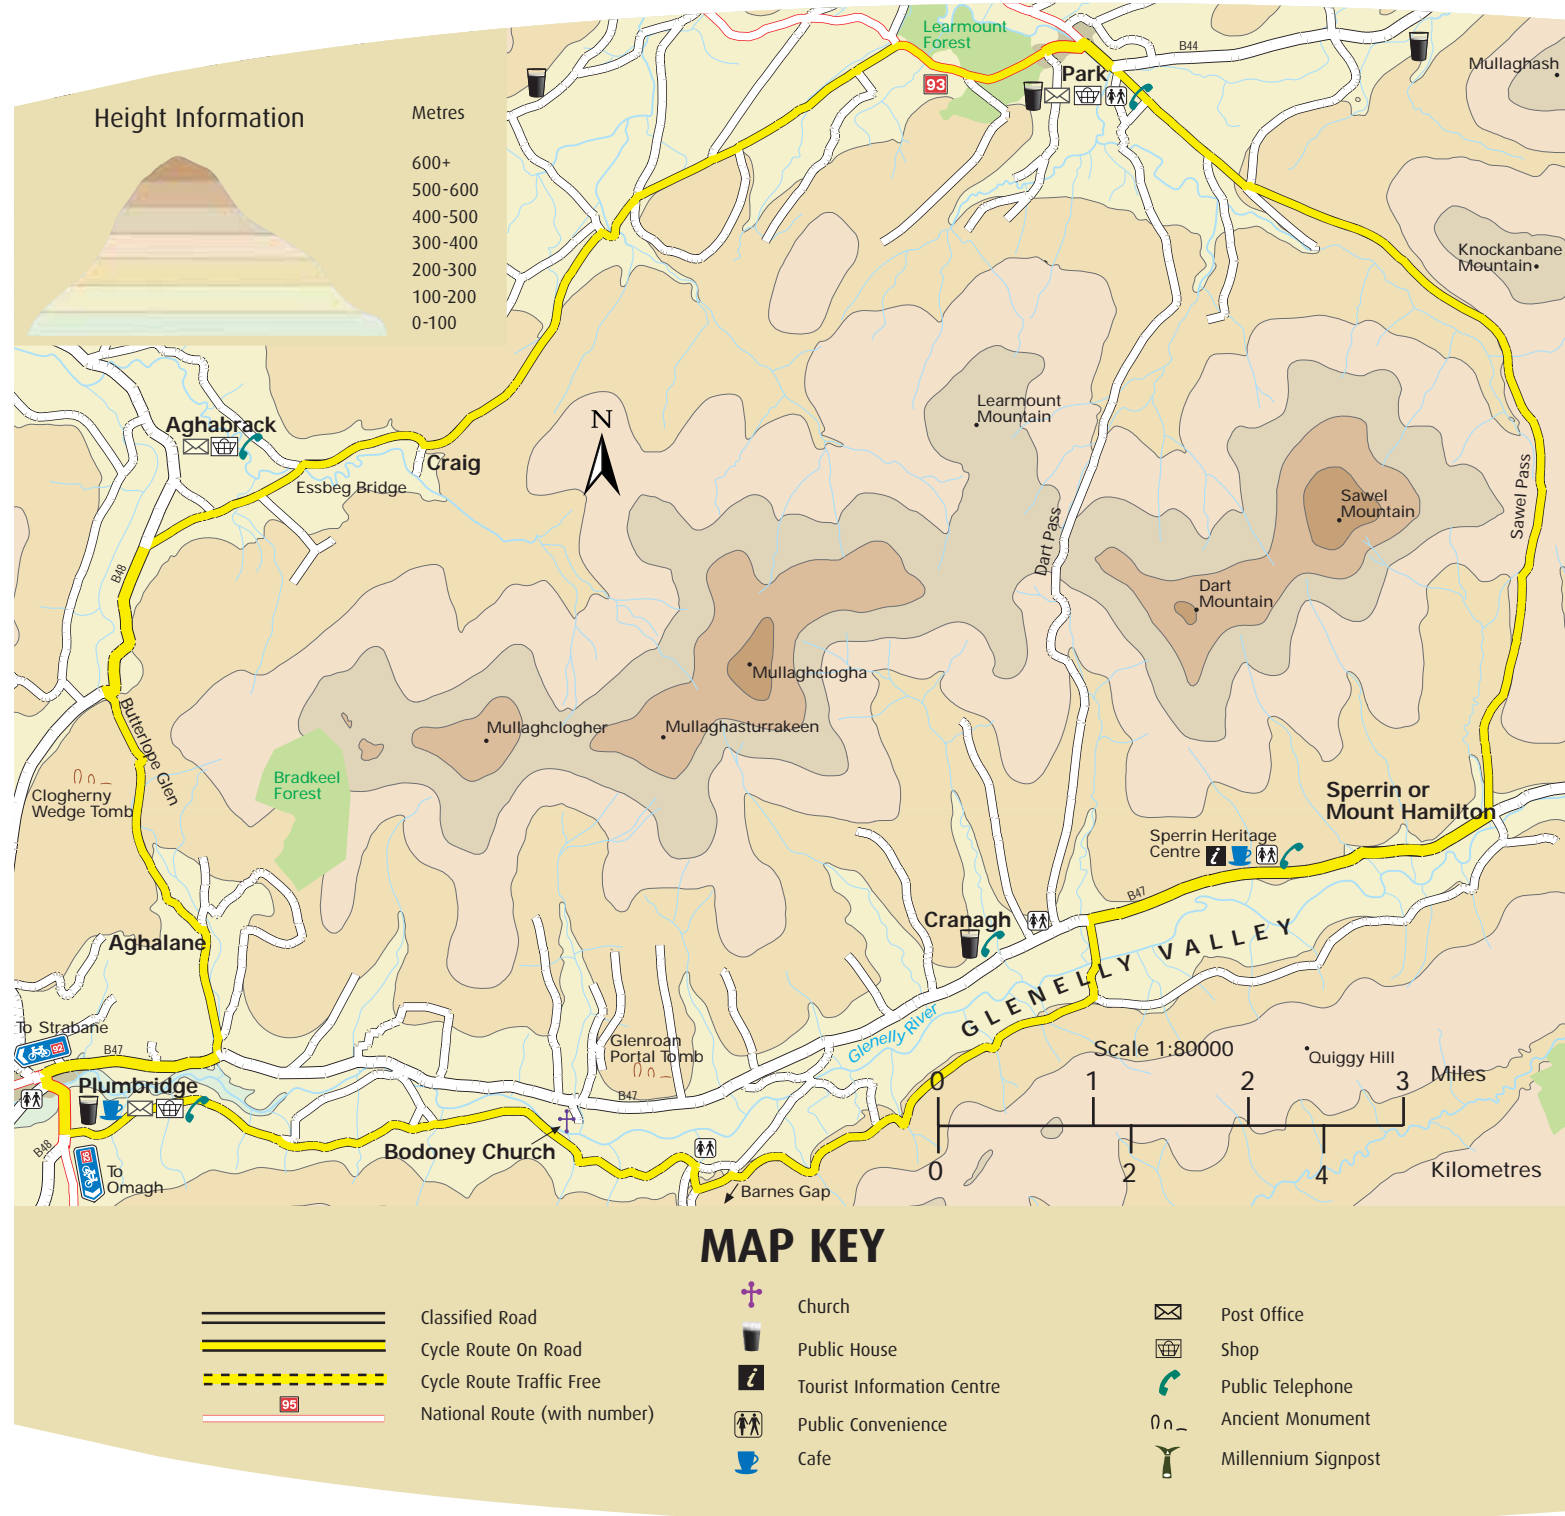 Height Information
Metres
600+
500-600
400-500
300-400
200-300
100-200
0-100
Learmount
Forest
93
Park
B44
Mullaghash
Knockanbane
Mountain
Aghabrack
Craig
Essbeg Bridge
N
Learmount
Mountain
Sawel
Mountain
Sawel Pass
Dart Pass
Dart
Mountain
B48
Mullaghclogha
Mullaghclogher
Mullaghasturrakeen
Butterlope Glen
Bradkeel
Forest
Clogherny
Wedge Tomb
Sperrin or
Mount Hamilton
Sperrin Heritage
Centre
i
B47
Cranagh
Aghalane
GLENELLY VALLEY
Glenelly River
To Strabane
92
B47
Glenroan
Portal Tomb
B47
Plumbridge
Scale 1:80000
Quiggy Hill
0 1 2 3 Miles
0 2 4 Kilometres
B48
Bodoney Church
To
Omagh
Barnes Gap
MAP KEY
Classified Road
Cycle Route On Road
Cycle Route Traffic Free
95
National Route (with number)
Church
Public House
i
Tourist Information Centre
Public Convenience
Cafe
Post Office
Shop
Public Telephone
Ancient Monument
Millennium Signpost